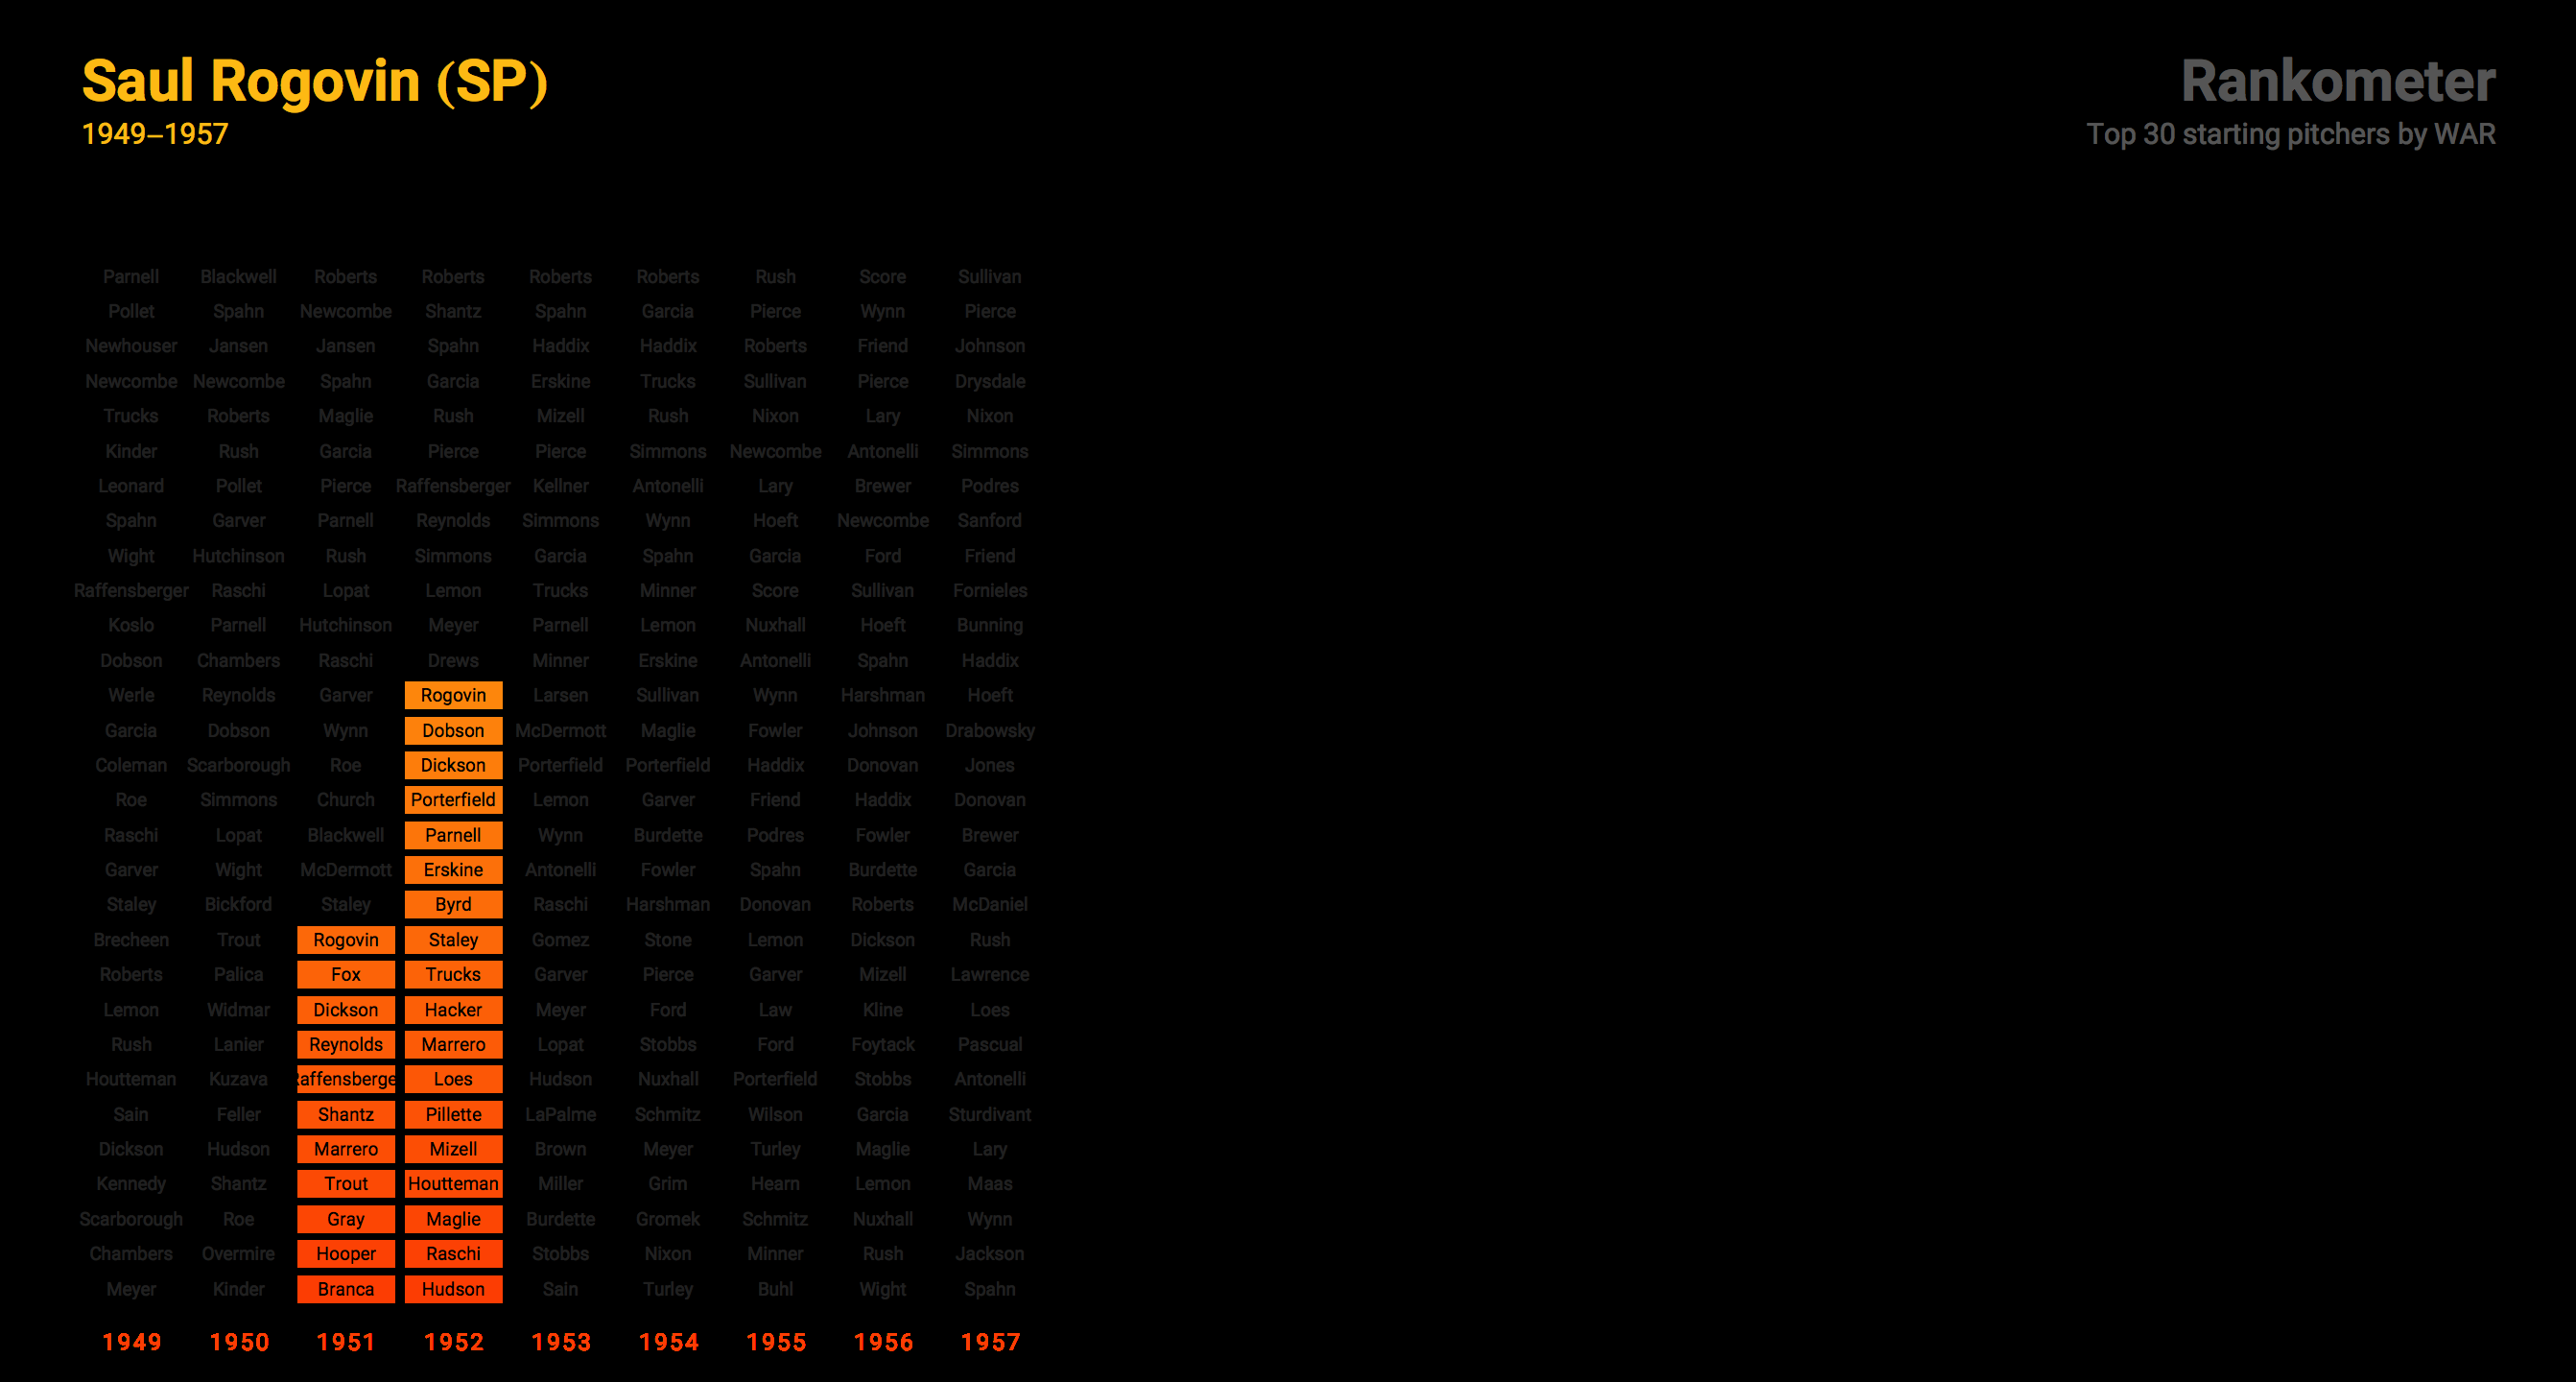 Saul Rogovin (SP)
1949–1957
Rankometer
Top 30 starting pitchers by WAR
Parnell Blackwell Roberts Roberts Roberts Roberts Rush Score Sullivan
Pollet Spahn Newcombe Shantz Spahn Garcia Pierce Wynn Pierce
Newhouser Jansen Jansen Spahn Haddix Haddix Roberts Friend Johnson
Newcombe Newcombe Spahn Garcia Erskine Trucks Sullivan Pierce Drysdale
Trucks Roberts Maglie Rush Mizell Rush Nixon Lary Nixon
Kinder Rush Garcia Pierce Pierce Simmons Newcombe Antonelli Simmons
Leonard Pollet Pierce Raffensberger Kellner Antonelli Lary Brewer Podres
Spahn Garver Parnell Reynolds Simmons Wynn Hoeft Newcombe Sanford
Wight Hutchinson Rush Simmons Garcia Spahn Garcia Ford Friend
Raffensberger Raschi Lopat Lemon Trucks Minner Score Sullivan Fornieles
Koslo Parnell Hutchinson Meyer Parnell Lemon Nuxhall Hoeft Bunning
Dobson Chambers Raschi Drews Minner Erskine Antonelli Spahn Haddix
Werle Reynolds Garver Rogovin Larsen Sullivan Wynn Harshman Hoeft
Garcia Dobson Wynn Dobson McDermott Maglie Fowler Johnson Drabowsky
Coleman Scarborough Roe Dickson Porterfield Porterfield Haddix Donovan Jones
Roe Simmons Church Porterfield Lemon Garver Friend Haddix Donovan
Raschi Lopat Blackwell Parnell Wynn Burdette Podres Fowler Brewer
Garver Wight McDermott Erskine Antonelli Fowler Spahn Burdette Garcia
Staley Bickford Staley Byrd Raschi Harshman Donovan Roberts McDaniel
Brecheen Trout Rogovin Staley Gomez Stone Lemon Dickson Rush
Roberts Palica Fox Trucks Garver Pierce Garver Mizell Lawrence
Lemon Widmar Dickson Hacker Meyer Ford Law Kline Loes
Rush Lanier Reynolds Marrero Lopat Stobbs Ford Foytack Pascual
Houtteman Kuzava affensberge Loes Hudson Nuxhall Porterfield Stobbs Antonelli
Sain Feller Shantz Pillette LaPalme Schmitz Wilson Garcia Sturdivant
Dickson Hudson Marrero Mizell Brown Meyer Turley Maglie Lary
Kennedy Shantz Trout Houtteman Miller Grim Hearn Lemon Maas
Scarborough Roe Gray Maglie Burdette Gromek Schmitz Nuxhall Wynn
Chambers Overmire Hooper Raschi Stobbs Nixon Minner Rush Jackson
Meyer Kinder Branca Hudson Sain Turley Buhl Wight Spahn
1949 1950 1951 1952 1953 1954 1955 1956 1957